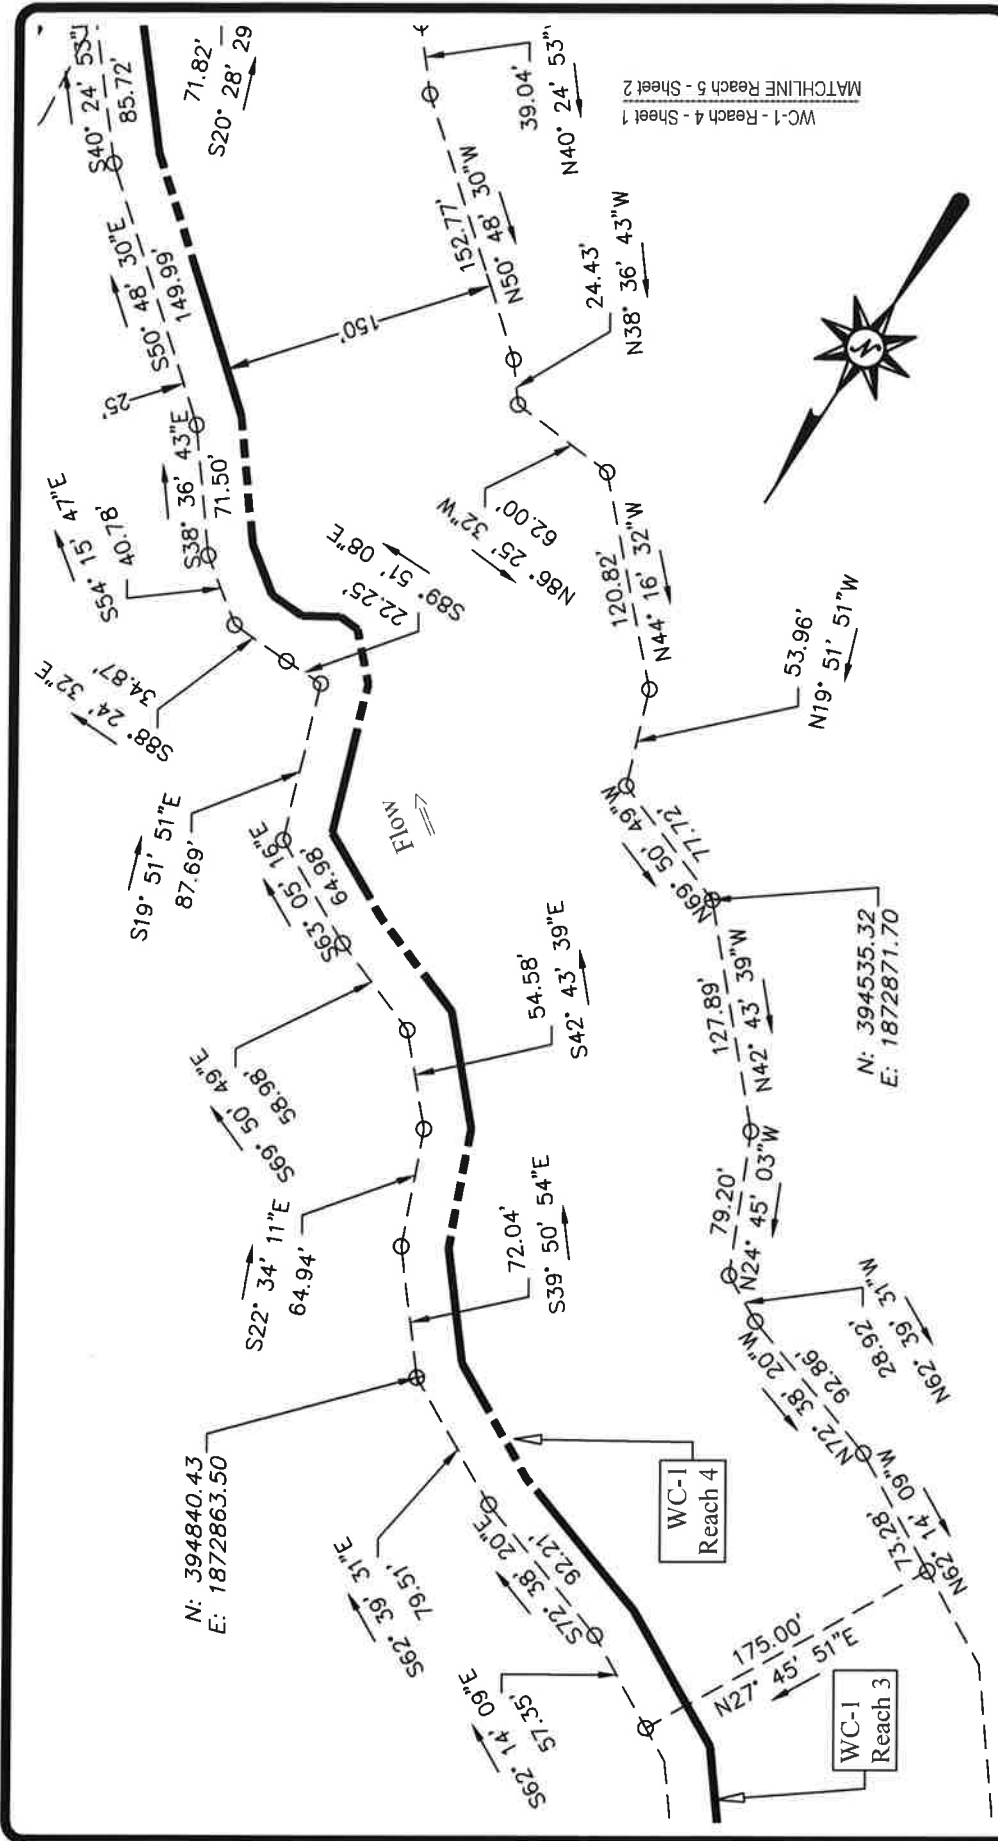 S40° 24' 53"
85.72'
71.82'
S20° 28' 29
39.04'
N40° 24' 53"
WC-1 - Reach 4 - Sheet 1
MATCHLINE Reach 5 - Sheet 2
S50° 48' 30"E
149.99'
25'
150'
152.77'
N50° 48' 30"W
24.43'
N38° 36' 43"W
S54° 15' 47"E
40.78'
S38° 36' 43"E
71.50'
S89° 51' 08"E
22.25'
N86° 25' 32"W
62.00'
120.82'
N44° 16' 32"W
S88° 24' 32"E
34.87'
53.96'
N19° 51' 51"W
S19° 51' 51"E
87.69'
S63° 05' 16"E
64.98'
Flow
N69° 50' 49"W
77.72'
N: 394535.32
E: 1872871.70
S69° 50' 49"E
58.98'
54.58'
S42° 43' 39"E
127.89'
N42° 43' 39"W
S22° 34' 11"E
64.94'
72.04'
S39° 50' 54"E
79.20'
N24° 45' 03"W
28.92'
N62° 39' 31"W
N: 394840.43
E: 1872863.50
N72° 38' 20"W
92.86'
S62° 39' 31"E
79.51'
S72° 38' 20"E
92.21'
WC-1
Reach 4
73.28'
N62° 14' 09"W
S62° 14' 09"E
57.35'
175.00'
N27° 45' 51"E
WC-1
Reach 3
N